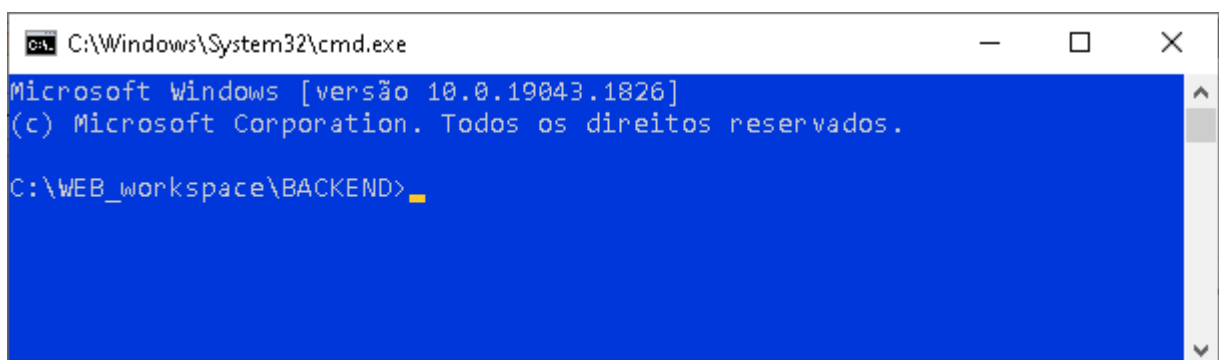 C:\Windows\System32\cmd.exe
Microsoft Windows [versão 10.0.19043.1826]
(c) Microsoft Corporation. Todos os direitos reservados.
C:\WEB_workspace\BACKEND>